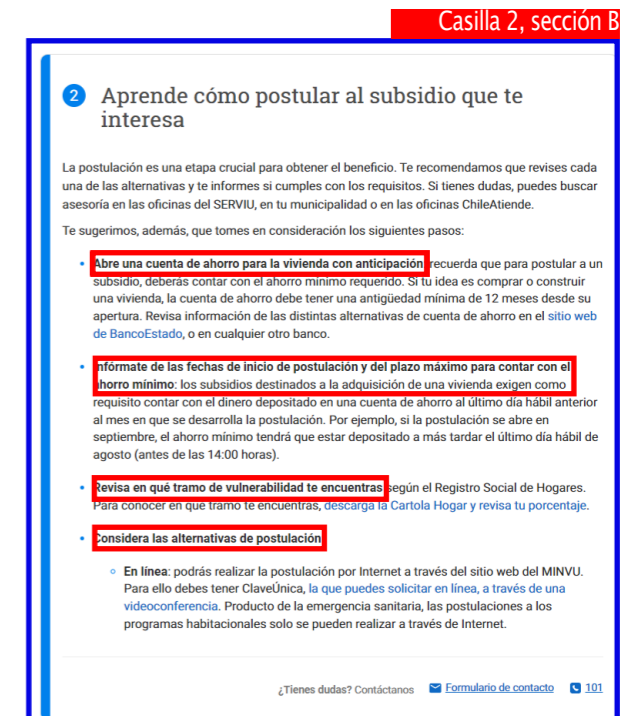 Casilla 2, sección B
2 Aprende cómo postular al subsidio que te
interesa
La postulación es una etapa crucial para obtener el beneficio. Te recomendamos que revises cada
una de las alternativas y te informes si cumples con los requisitos. Si tienes dudas, puedes buscar
asesoría en las oficinas del SERVIU, en tu municipalidad o en las oficinas ChileAtiende.
Te sugerimos, además, que tomes en consideración los siguientes pasos:
• Abre una cuenta de ahorro para la vivienda con anticipación recuerda que para postular a un
subsidio, deberás contar con el ahorro mínimo requerido. Si tu idea es comprar o construir
una vivienda, la cuenta de ahorro debe tener una antigüedad mínima de 12 meses desde su
apertura. Revisa información de las distintas alternativas de cuenta de ahorro en el sitio web
de BancoEstado, o en cualquier otro banco.
• Infórmate de las fechas de inicio de postulación y del plazo máximo para contar con el
ahorro mínimo: los subsidios destinados a la adquisición de una vivienda exigen como
requisito contar con el dinero depositado en una cuenta de ahorro al último día hábil anterior
al mes en que se desarrolla la postulación. Por ejemplo, si la postulación se abre en
septiembre, el ahorro mínimo tendrá que estar depositado a más tardar el último día hábil de
agosto (antes de las 14:00 horas).
• Revisa en qué tramo de vulnerabilidad te encuentras según el Registro Social de Hogares.
Para conocer en qué tramo te encuentras, descarga la Cartola Hogar y revisa tu porcentaje.
• Considera las alternativas de postulación
◦ En línea: podrás realizar la postulación por Internet a través del sitio web del MINVU.
Para ello debes tener ClaveÚnica, la que puedes solicitar en línea, a través de una
videoconferencia. Producto de la emergencia sanitaria, las postulaciones a los
programas habitacionales solo se pueden realizar a través de Internet.
¿Tienes dudas? Contáctanos Formulario de contacto 101